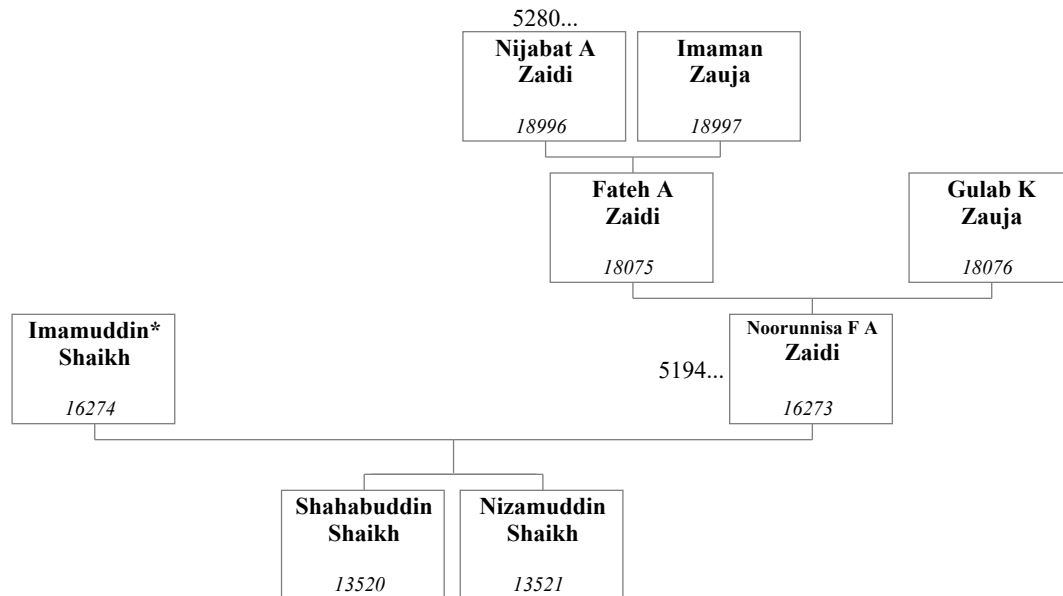 5280...
Nijabat A
Zaidi
18996
Imaman
Zauja
18997
Fateh A
Zaidi
18075
Gulab K
Zauja
18076
Imamuddin*
Shaikh
16274
5194...
Noorunnisa F A
Zaidi
16273
Shahabuddin
Shaikh
13520
Nizamuddin
Shaikh
13521